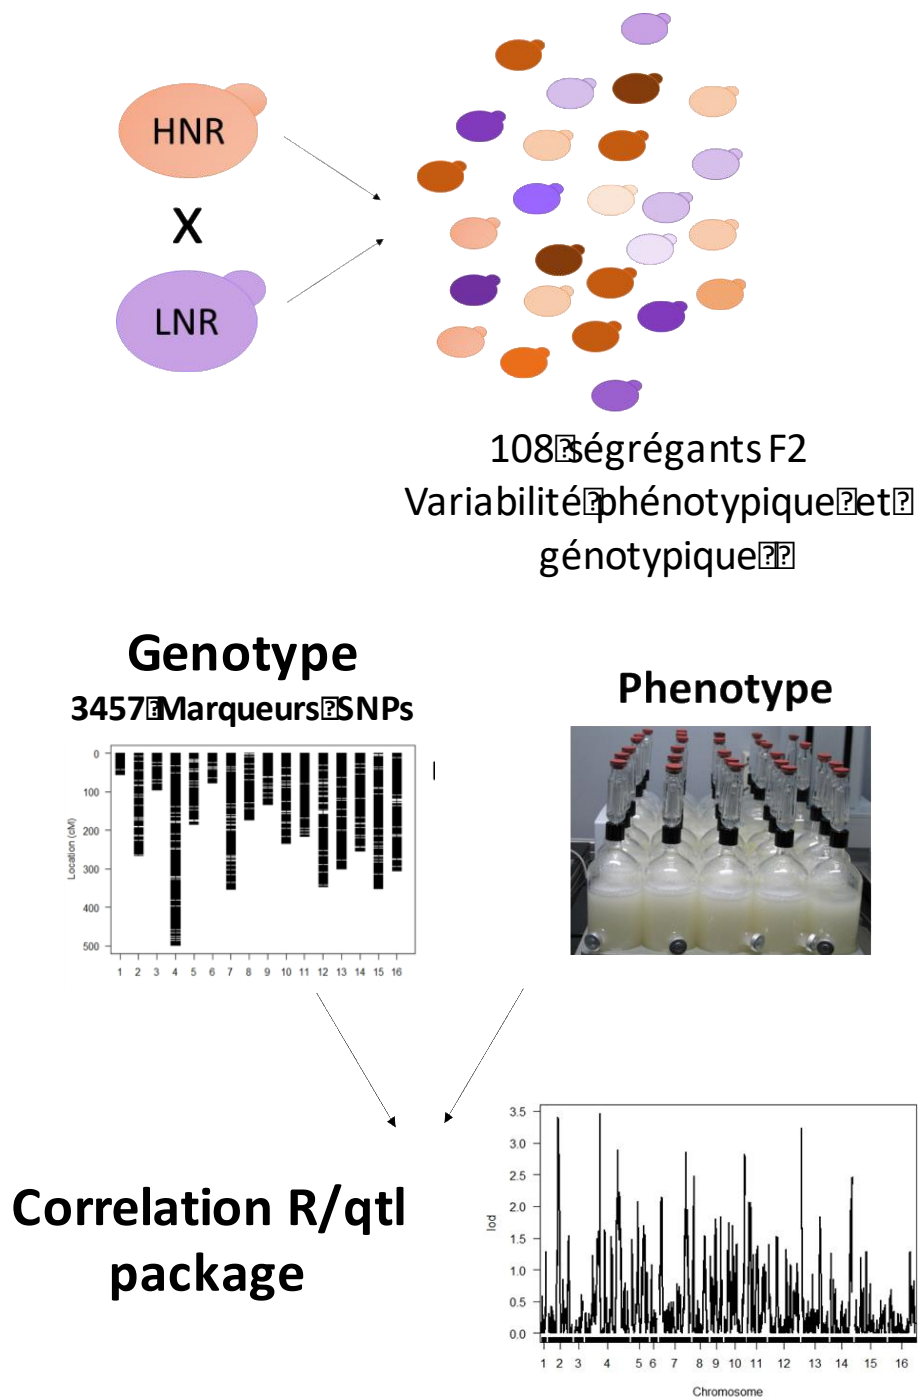 HNR
X
LNR
108 ségrégants F2
Variabilité phénotypique et
génotypique
Genotype
3457 Marqueurs SNPs
Phenotype
0
100
200
300
400
500
Location (cM)
1 2 3 4 5 6 7 8 9 10 11 12 13 14 15 16
Correlation R/qtl
package
3.5
3.0
2.5
2.0
1.5
1.0
0.5
0.0
lod
1 2 3 4 5 6 7 8 9 10 11 12 13 14 15 16
Chromosome